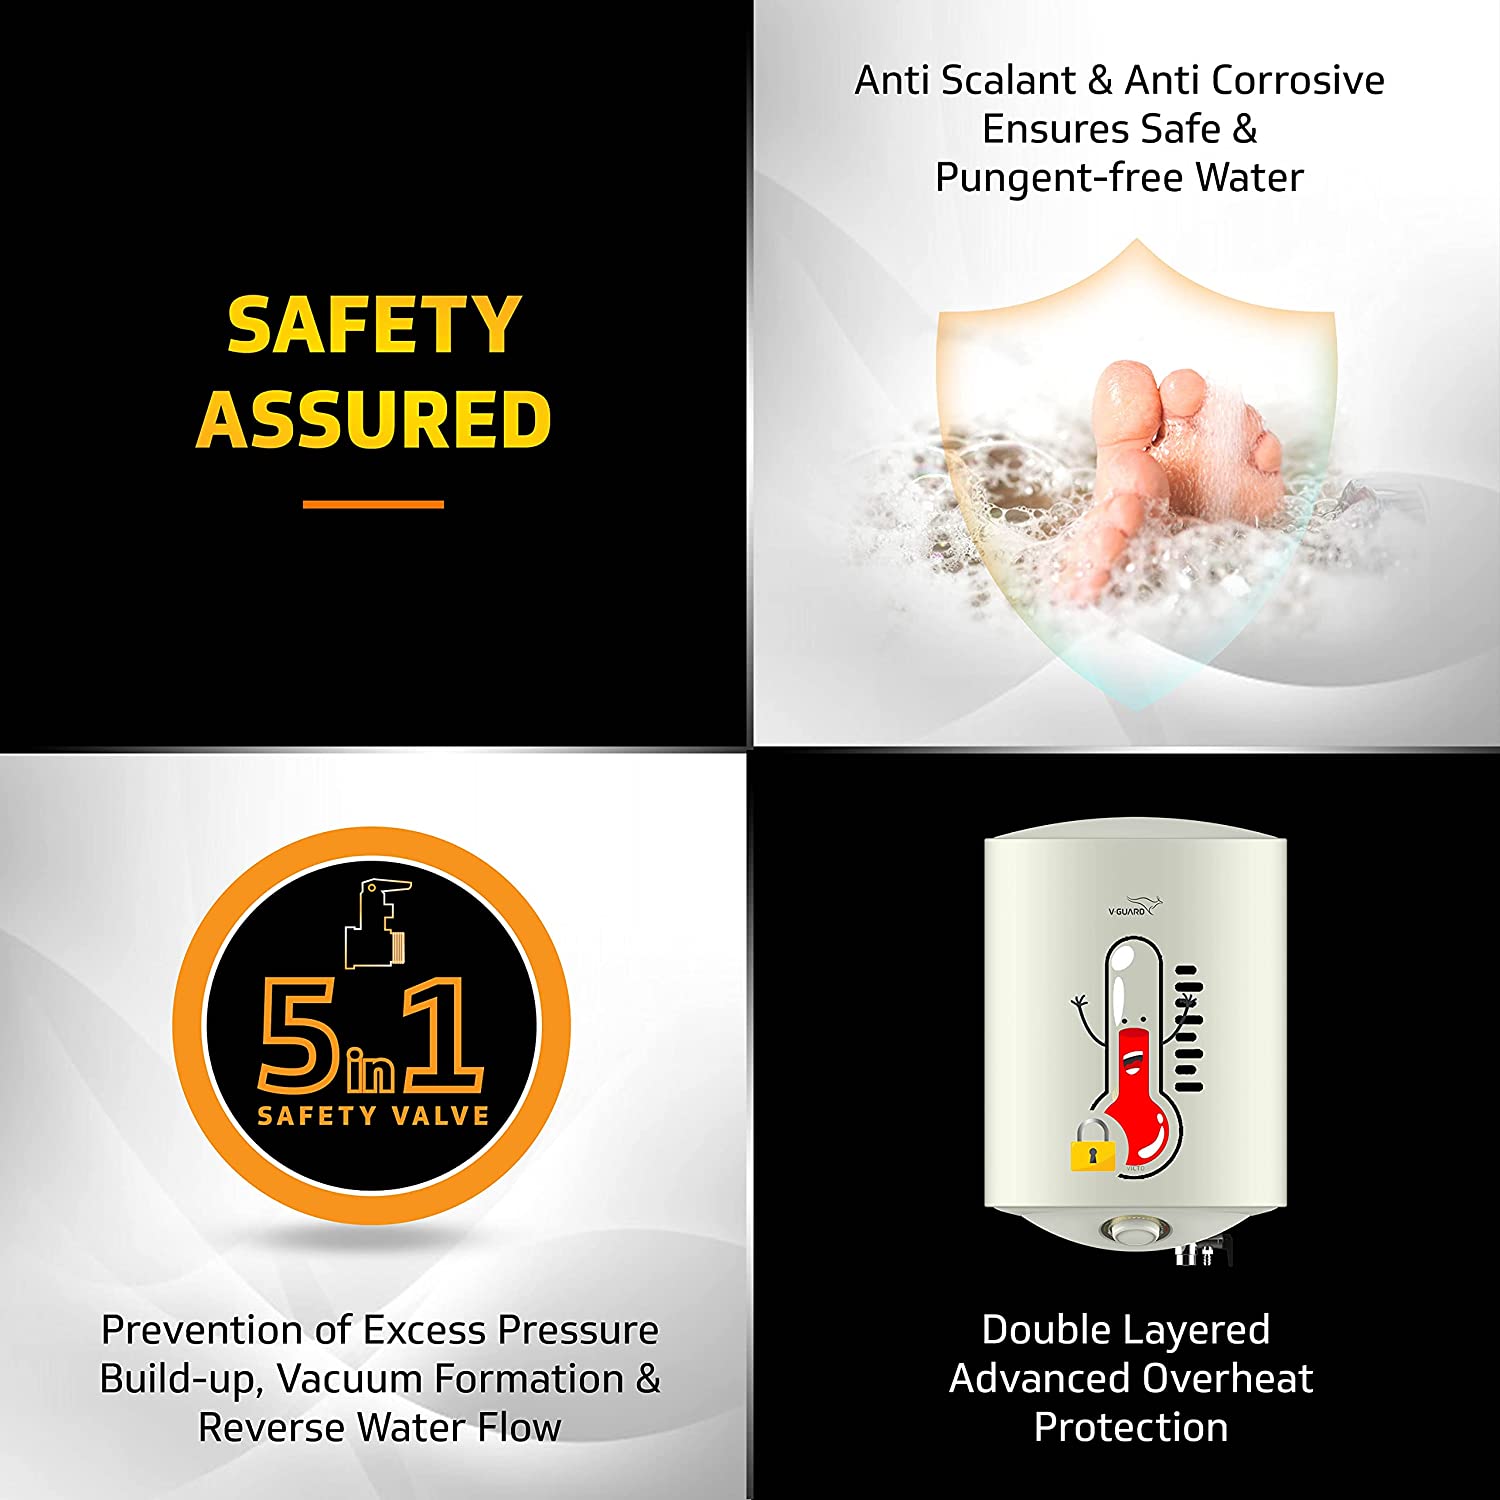 SAFETY
ASSURED
Anti Scalant & Anti Corrosive
Ensures Safe &
Pungent-free Water
5in1
SAFETY VALVE
Prevention of Excess Pressure
Build-up, Vacuum Formation &
Reverse Water Flow
V-GUARD
VILTO
Double Layered
Advanced Overheat
Protection